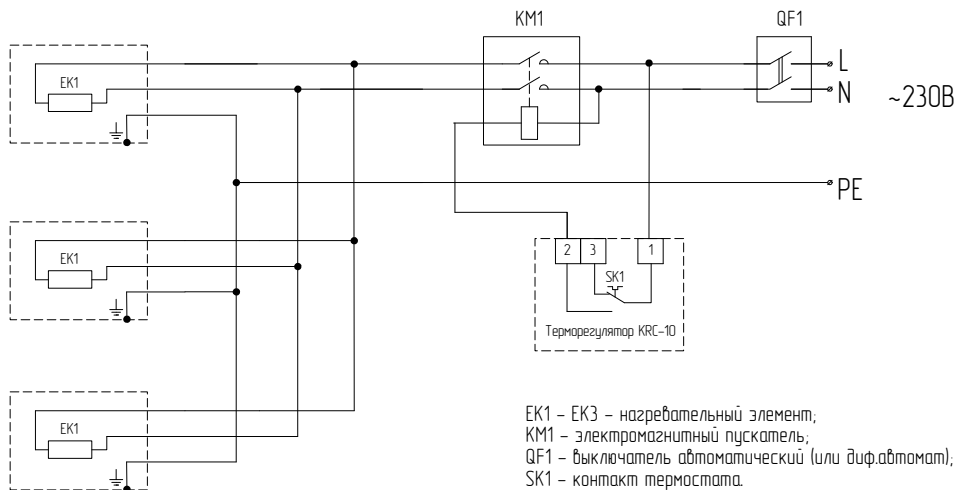 KM1
QF1
L
N
~230В
PE
EK1
EK1
EK1
2 3 1
SK1
Терморегулятор KRC-10
EK1 - EK3 - нагревательный элемент;
KM1 - электромагнитный пускатель;
QF1 - выключатель автоматический (или диф.автомат);
SK1 - контакт термостата.